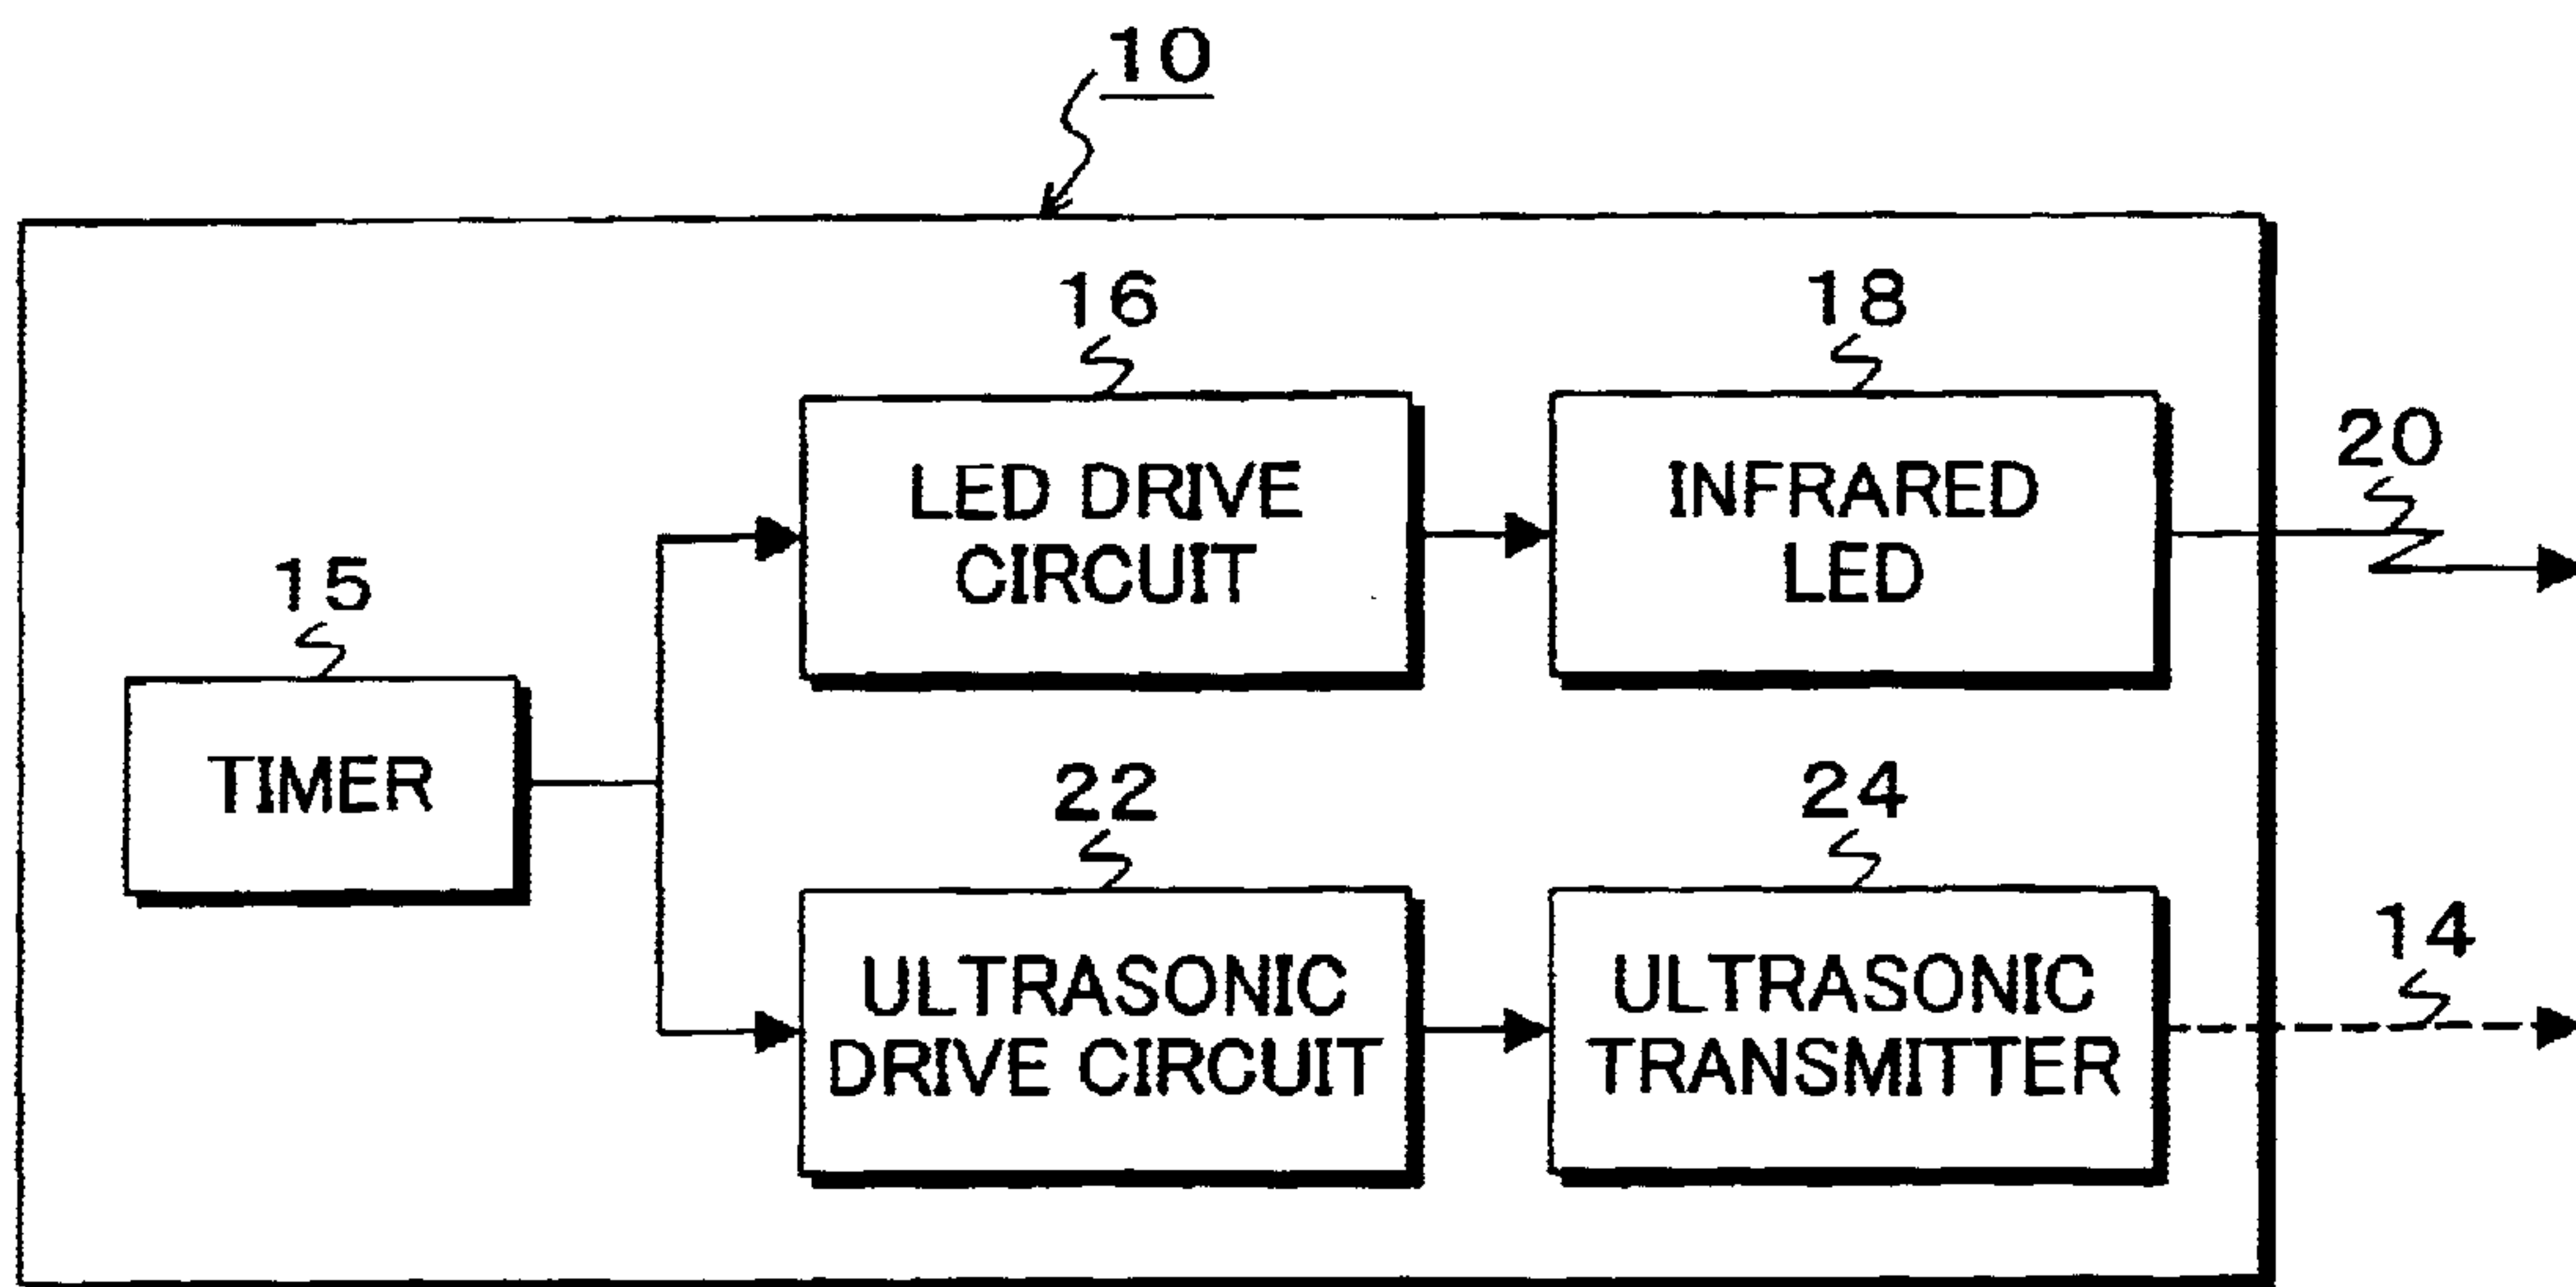 10
16
18
LED DRIVE
CIRCUIT
INFRARED
LED
20
15
TIMER
22
24
ULTRASONIC
DRIVE CIRCUIT
ULTRASONIC
TRANSMITTER
14